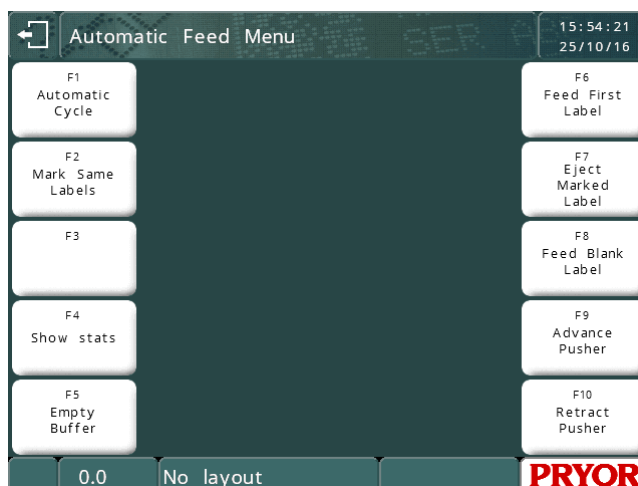 Automatic Feed Menu
15:54:21
25/10/16
F1
Automatic
Cycle
F2
Mark Same
Labels
F3
F4
Show stats
F5
Empty
Buffer
F6
Feed First
Label
F7
Eject
Marked
Label
F8
Feed Blank
Label
F9
Advance
Pusher
F10
Retract
Pusher
0.0
No layout
PRYOR